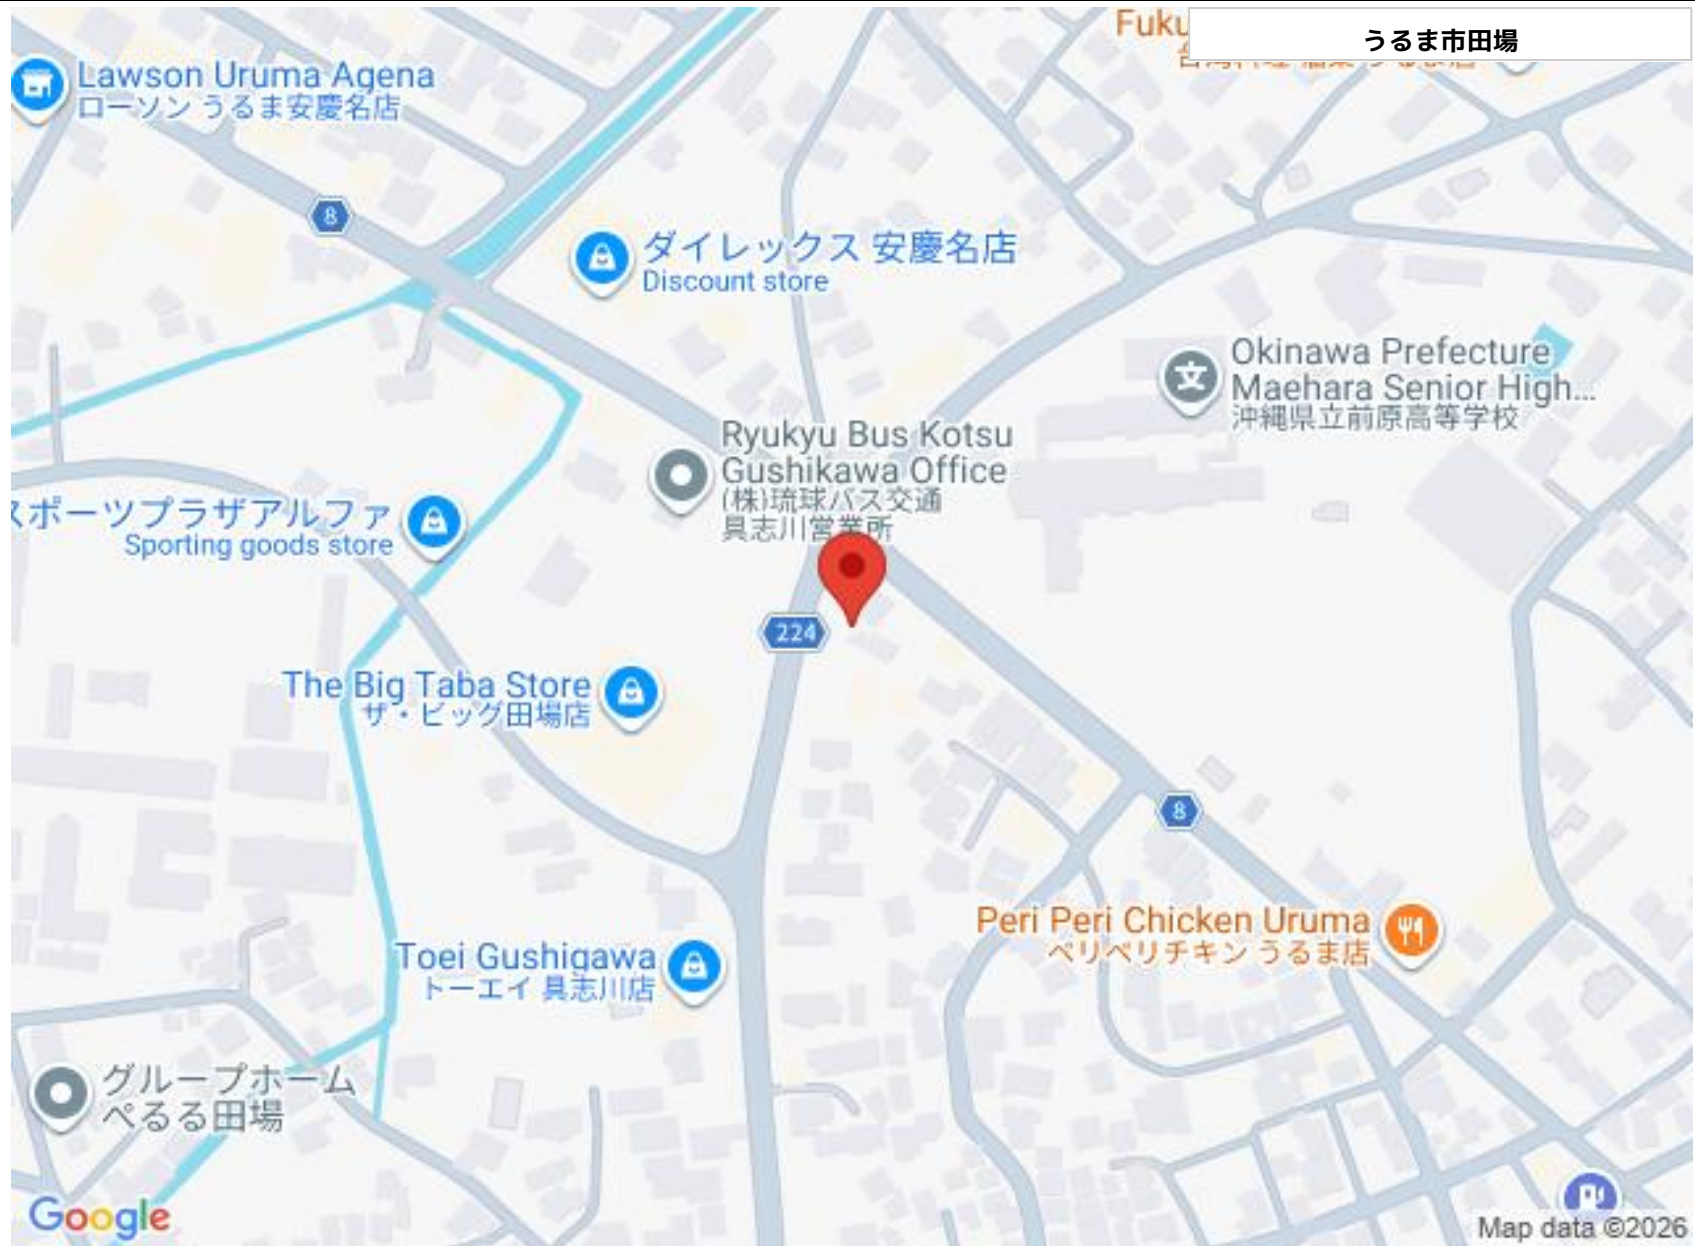 Fuku
うるま市田場
Lawson Uruma Agena
ローソン うるま安慶名店
8
ダイレックス 安慶名店
Discount store
Okinawa Prefecture
Maehara Senior High...
沖縄県立前原高等学校
Ryukyu Bus Kotsu
Gushikawa Office
(株)琉球バス交通
具志川営業所
スポーツプラザアルファ
Sporting goods store
224
The Big Taba Store
ザ・ビッグ田場店
8
Peri Peri Chicken Uruma
ペリペリチキン うるま店
Toei Gushigawa
トーエイ 具志川店
グループホーム
ぺるる田場
Google
Map data ©2026